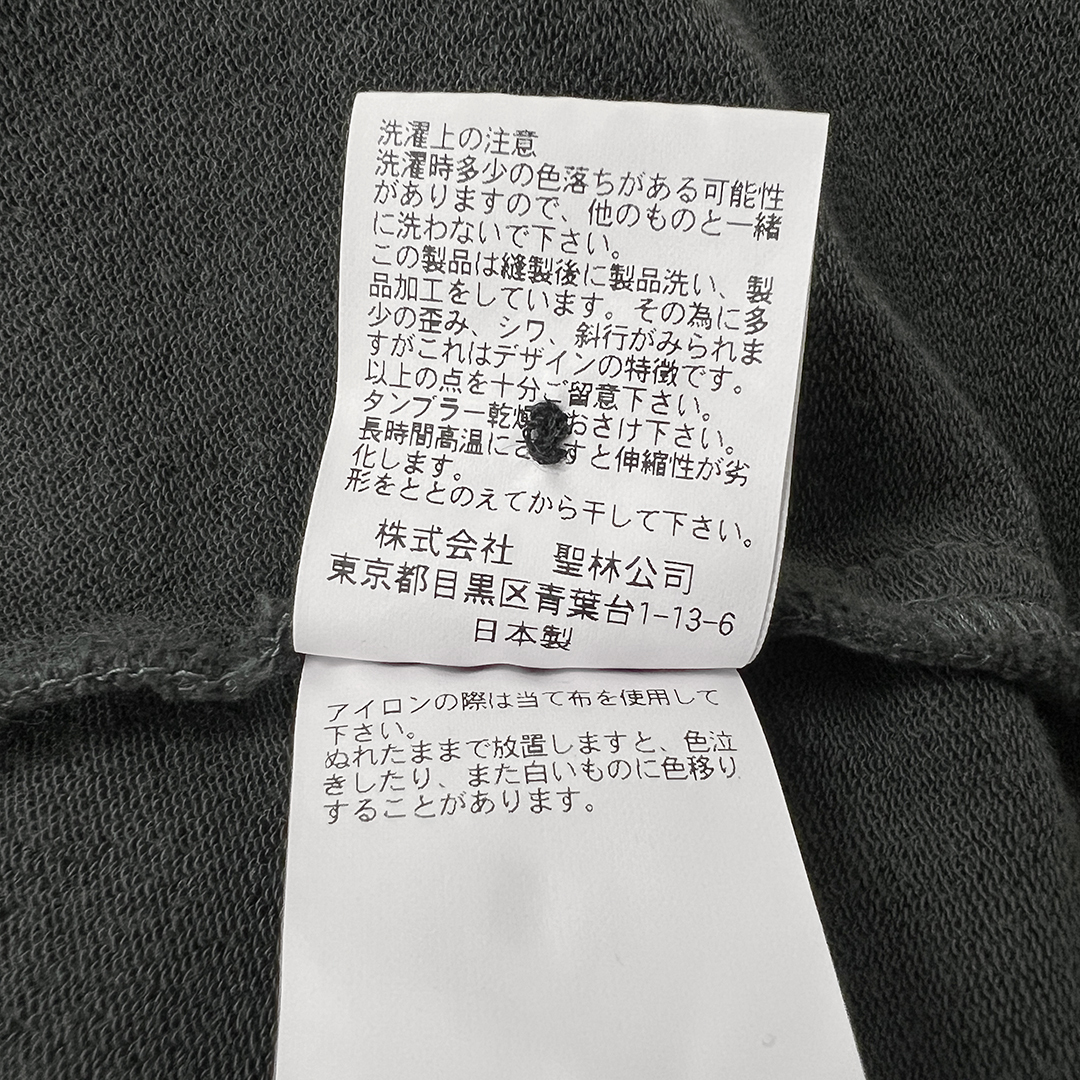 洗濯上の注意
洗濯時多少の色落ちがある可能性
がありますので、他のものと一緒
に洗わないで下さい。
この製品は縫製後に製品洗い、製
品加工をしています。その為に多
少の歪み、シワ、斜行がみられま
すがこれはデザインの特徴です。
以上の点を十分ご留意下さい。
タンブラー乾燥 おさけ下さい。
長時間高温にさ すと伸縮性が劣
化します。
形をととのえてから干して下さい。
株式会社 聖林公司
東京都目黒区青葉台1-13-6
日本製
アイロンの際は当て布を使用して
下さい。
ぬれたままで放置しますと、色泣
きしたり、また白いものに色移り
することがあります。